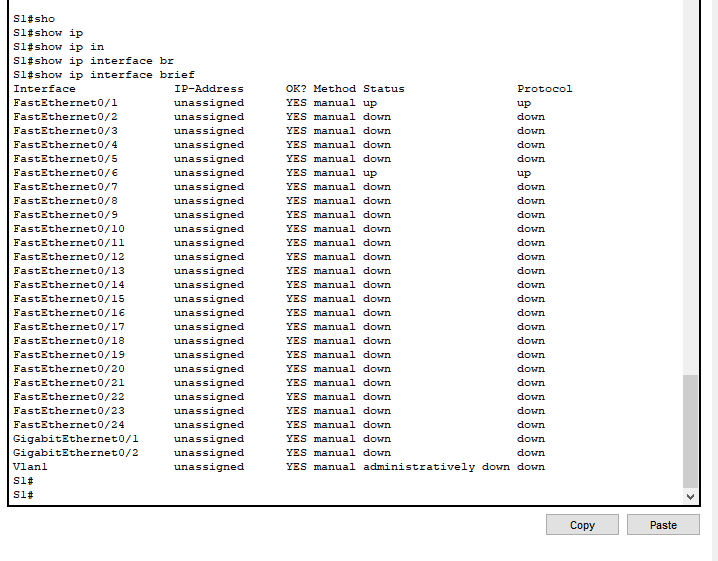 S1#sho
S1#show ip
S1#show ip in
S1#show ip interface br
S1#show ip interface brief
Interface IP-Address OK? Method Status Protocol
FastEthernet0/1 unassigned YES manual up up
FastEthernet0/2 unassigned YES manual down down
FastEthernet0/3 unassigned YES manual down down
FastEthernet0/4 unassigned YES manual down down
FastEthernet0/5 unassigned YES manual down down
FastEthernet0/6 unassigned YES manual up up
FastEthernet0/7 unassigned YES manual down down
FastEthernet0/8 unassigned YES manual down down
FastEthernet0/9 unassigned YES manual down down
FastEthernet0/10 unassigned YES manual down down
FastEthernet0/11 unassigned YES manual down down
FastEthernet0/12 unassigned YES manual down down
FastEthernet0/13 unassigned YES manual down down
FastEthernet0/14 unassigned YES manual down down
FastEthernet0/15 unassigned YES manual down down
FastEthernet0/16 unassigned YES manual down down
FastEthernet0/17 unassigned YES manual down down
FastEthernet0/18 unassigned YES manual down down
FastEthernet0/19 unassigned YES manual down down
FastEthernet0/20 unassigned YES manual down down
FastEthernet0/21 unassigned YES manual down down
FastEthernet0/22 unassigned YES manual down down
FastEthernet0/23 unassigned YES manual down down
FastEthernet0/24 unassigned YES manual down down
GigabitEthernet0/1 unassigned YES manual down down
GigabitEthernet0/2 unassigned YES manual down down
Vlan1 unassigned YES manual administratively down down
S1#
S1#
Copy Paste